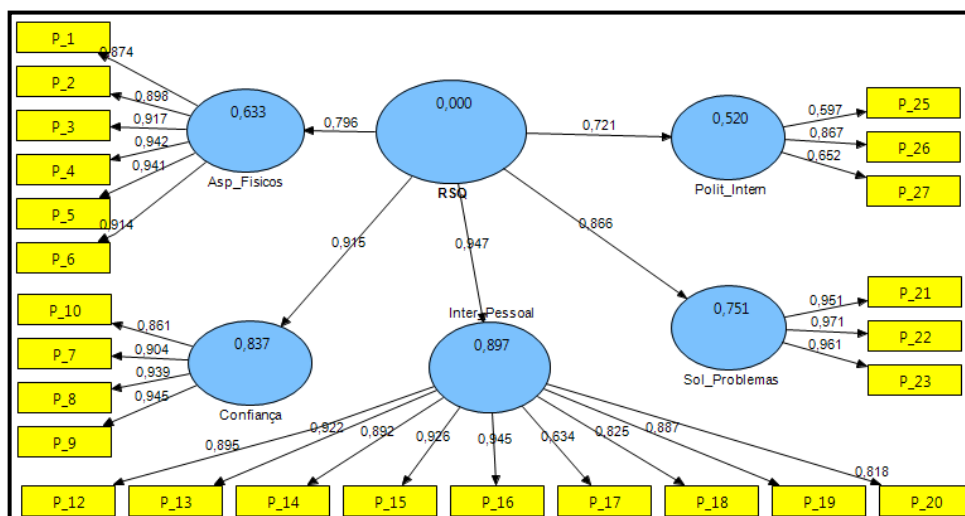 P_1
0,874
P_2
0,898
P_3
0,917
P_4
0,942
P_5
0,941
P_6
0,914
0,633
Asp_Fisicos
0,796
0,000
RSQ
0,721
0,520
Polit_Intern
0,597
P_25
0,867
P_26
0,652
P_27
0,915
0,947
0,866
P_10
0,861
P_7
0,904
P_8
0,939
P_9
0,945
0,837
Confiança
Inter_Pessoal
0,897
0,751
Sol_Problemas
0,951
P_21
0,971
P_22
0,961
P_23
0,895
0,922
0,892
0,926
0,945
0,634
0,825
0,887
0,818
P_12
P_13
P_14
P_15
P_16
P_17
P_18
P_19
P_20